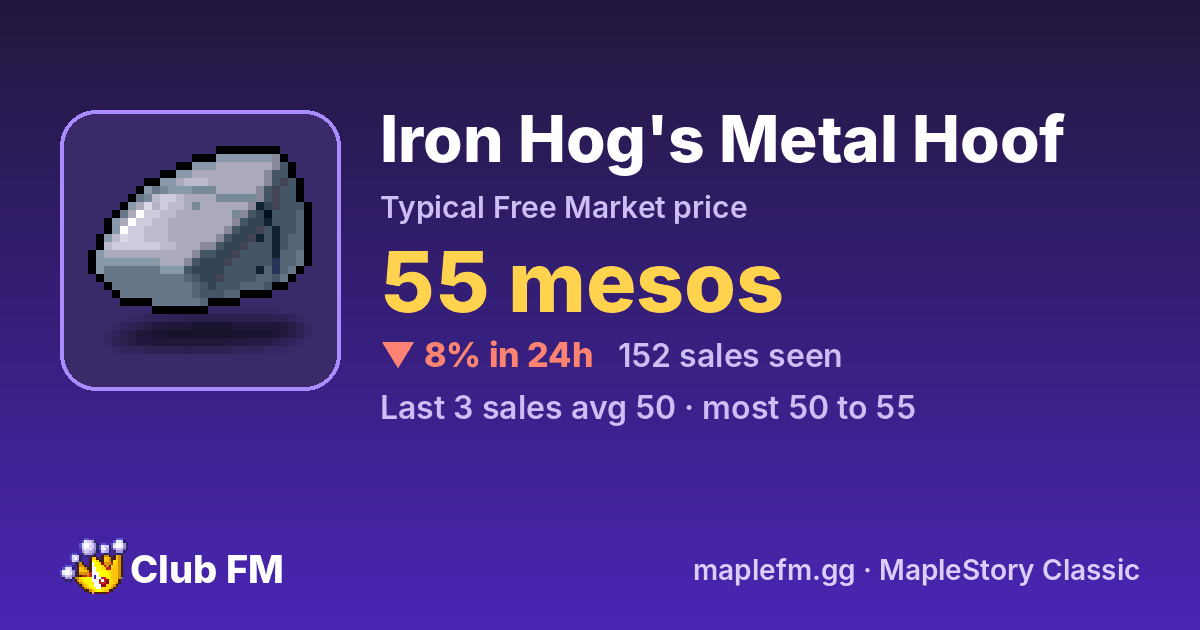 Iron Hog's Metal Hoof
Typical Free Market price
55 mesos
▼ 8% in 24h 152 sales seen
Last 3 sales avg 50 · most 50 to 55
Club FM
maplefm.gg · MapleStory Classic